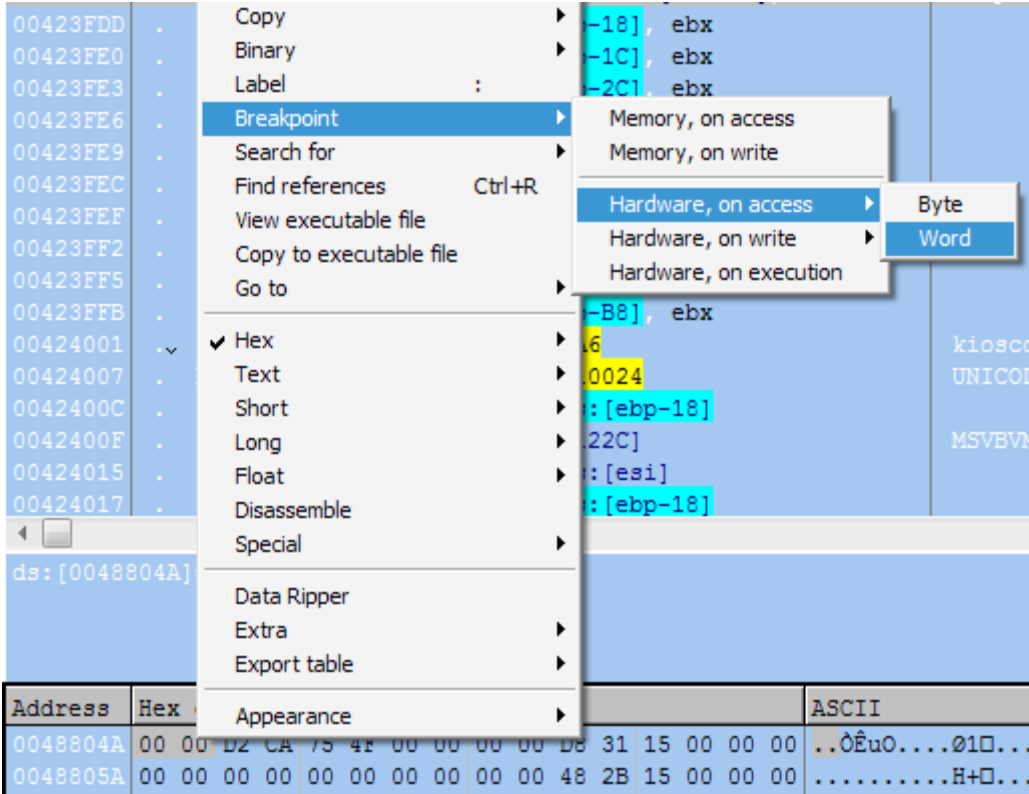 00423FDD . Copy -18], ebx
00423FE0 . Binary -1C], ebx
00423FE3 . Label : -2C], ebx
00423FE6 . Breakpoint Memory, on access
00423FE9 . Search for Memory, on write
00423FEC . Find references Ctrl+R Hardware, on access Byte
00423FEF . View executable file Hardware, on write Word
00423FF2 . Copy to executable file Hardware, on execution
00423FF5 . Go to
00423FFB . -B8], ebx
00424001 . Hex A6 kiosco
00424007 . Text 0024 UNICOD
0042400C . Short :[ebp-18]
0042400F . Long 22C] MSVBVM
00424015 . Float :[esi]
00424017 . Disassemble :[ebp-18]
Special
ds:[0048804A]
Data Ripper
Extra
Export table
Appearance
Address Hex ASCII
0048804A 00 00 D2 CA 75 4F 00 00 00 00 D8 31 15 00 00 00 ..ÒÊuO....Ø1□...
0048805A 00 00 00 00 00 00 00 00 00 00 48 2B 15 00 00 00 ..........H+□...